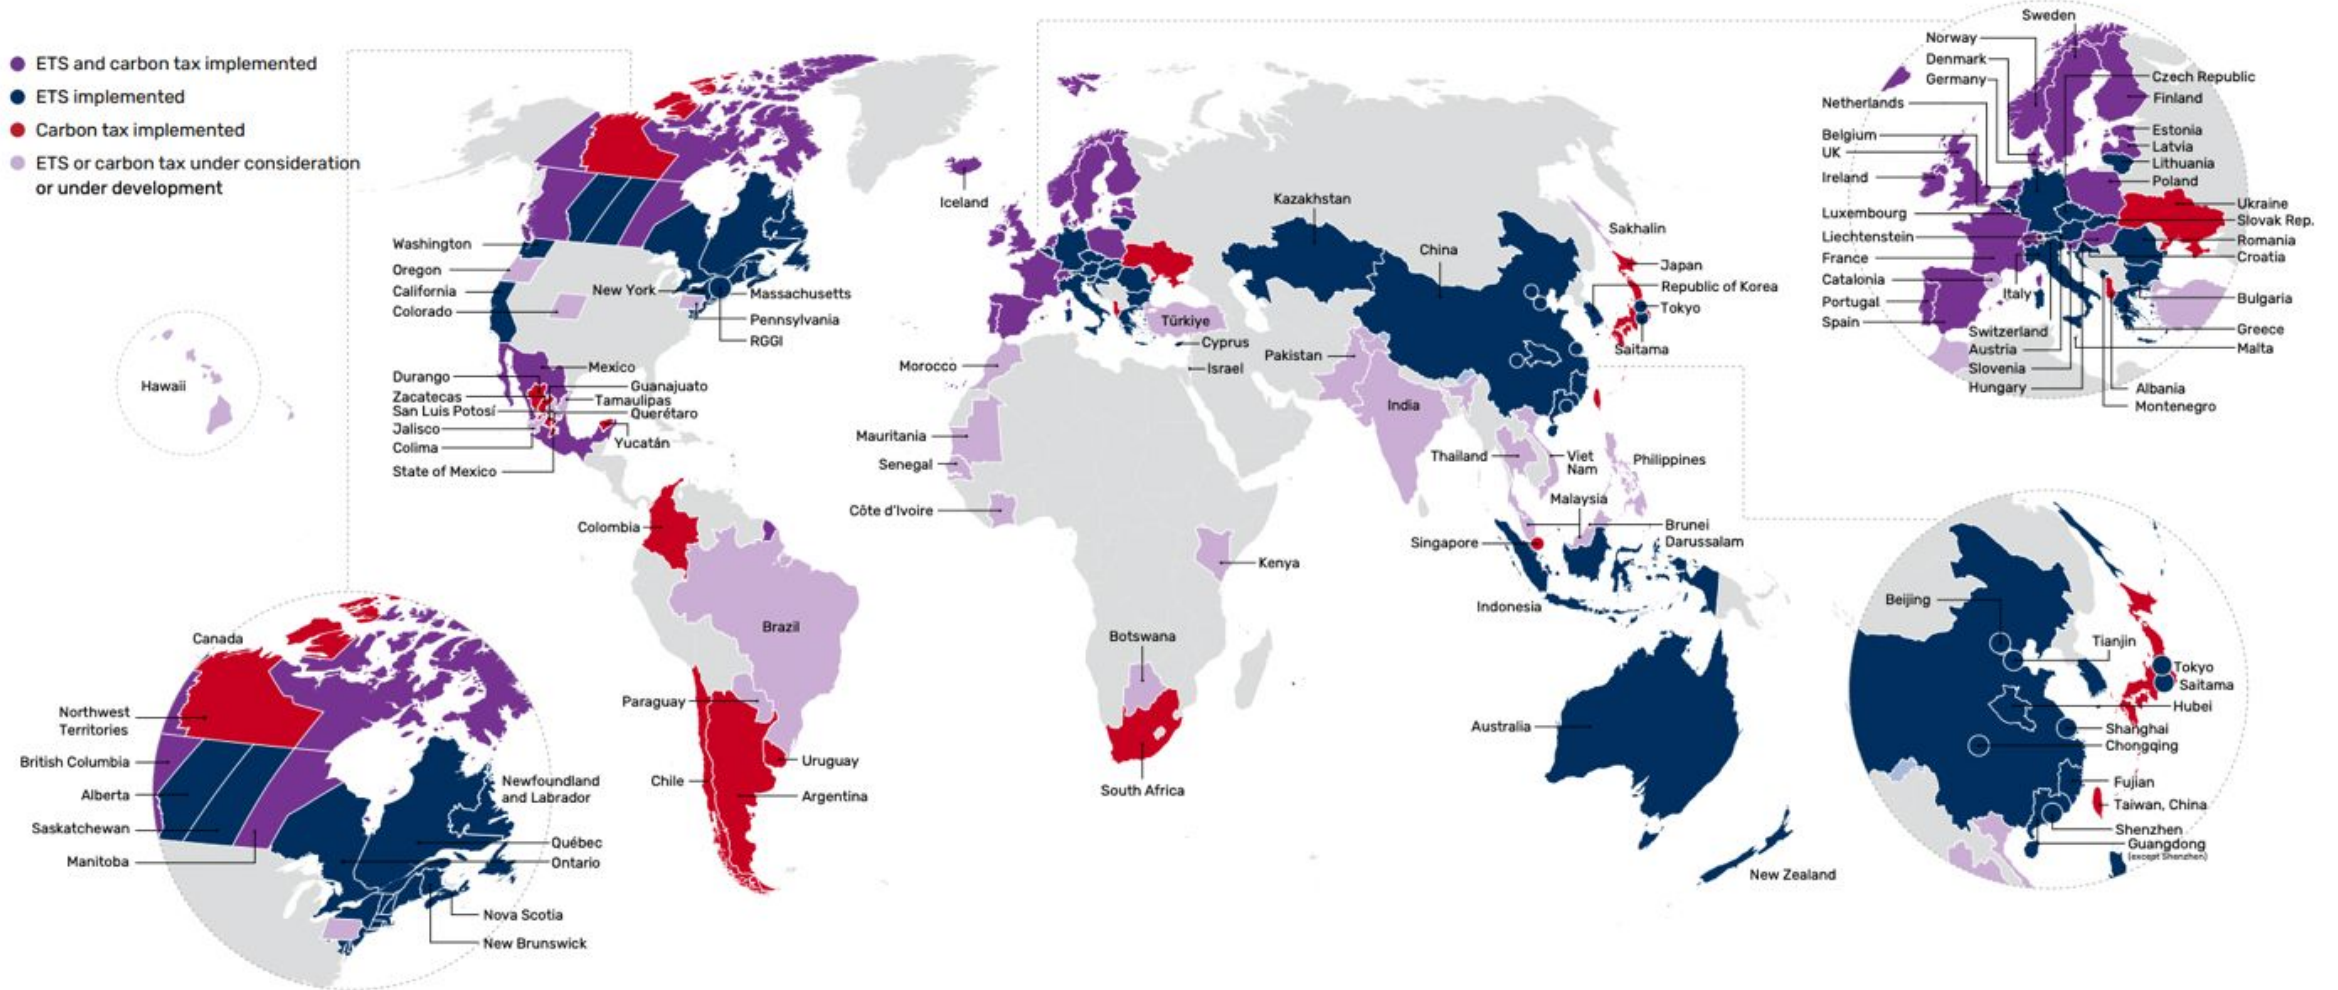 ETS and carbon tax implemented
ETS implemented
Carbon tax implemented
ETS or carbon tax under consideration
or under development
Hawaii
Washington
Oregon
California
Colorado
New York
Massachusetts
Pennsylvania
RGGI
Mexico
Durango
Guanajuato
Zacatecas
Tamaulipas
San Luis Potosí
Querétaro
Jalisco
Yucatán
Colima
State of Mexico
Colombia
Brazil
Paraguay
Chile
Uruguay
Argentina
Canada
Northwest
Territories
British Columbia
Alberta
Saskatchewan
Manitoba
Newfoundland
and Labrador
Québec
Ontario
Nova Scotia
New Brunswick
Iceland
Morocco
Mauritania
Senegal
Côte d'Ivoire
Türkiye
Cyprus
Israel
Kenya
Botswana
South Africa
Kazakhstan
China
Pakistan
India
Thailand
Viet
Nam
Philippines
Malaysia
Brunei
Darussalam
Singapore
Indonesia
Australia
New Zealand
Sakhalin
Japan
Republic of Korea
Tokyo
Saitama
Sweden
Norway
Denmark
Germany
Netherlands
Belgium
UK
Ireland
Luxembourg
Liechtenstein
France
Catalonia
Portugal
Spain
Italy
Switzerland
Austria
Slovenia
Hungary
Czech Republic
Finland
Estonia
Latvia
Lithuania
Poland
Ukraine
Slovak Rep.
Romania
Croatia
Bulgaria
Greece
Malta
Albania
Montenegro
Beijing
Tianjin
Tokyo
Saitama
Hubei
Shanghai
Chongqing
Fujian
Taiwan, China
Shenzhen
Guangdong
(except Shenzhen)